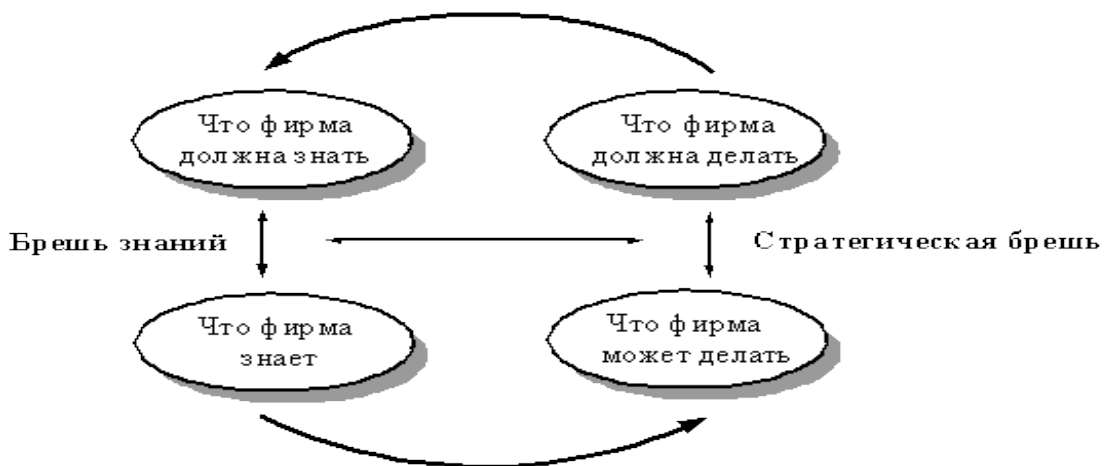 Что фирма
должна знать
Что фирма
должна делать
Брешь знаний
Стратегическая брешь
Что фирма
знает
Что фирма
может делать